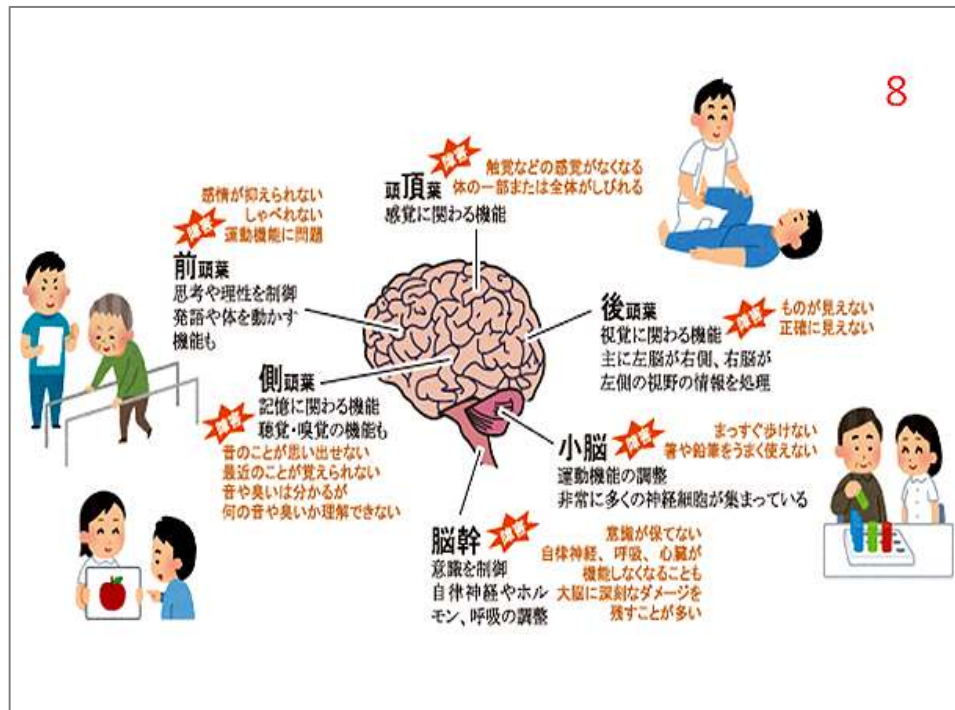 8
障害
触覚などの感覚がなくなる
体の一部または全体がしびれる
頭頂葉
感覚に関わる機能
感情が抑えられない
しゃべれない
障害
運動機能に問題
前頭葉
思考や理性を制御
発語や体を動かす
機能も
後頭葉
視覚に関わる機能
主に左脳が右側、右脳が
左側の視野の情報を処理
障害
ものが見えない
正確に見えない
側頭葉
記憶に関わる機能
聴覚・嗅覚の機能も
障害
昔のことが思い出せない
最近のことが覚えられない
音や臭いは分かるが
何の音や臭いか理解できない
小脳
障害
まっすぐ歩けない
箸や鉛筆をうまく使えない
運動機能の調整
非常に多くの神経細胞が集まっている
脳幹
障害
意識を制御
自律神経やホル
モン、呼吸の調整
意識が保てない
自律神経、呼吸、心臓が
機能しなくなることも
大脳に深刻なダメージを
残すことが多い